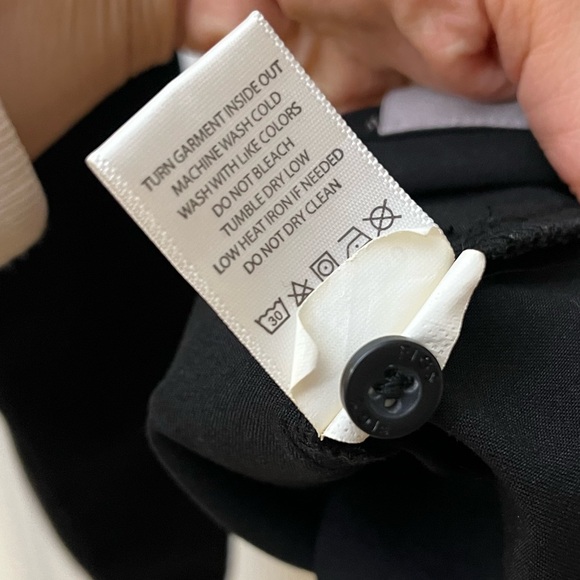 TURN GARMENT INSIDE OUT
MACHINE WASH COLD
WASH WITH LIKE COLORS
DO NOT BLEACH
TUMBLE DRY LOW
LOW HEAT IRON IF NEEDED
DO NOT DRY CLEAN
30